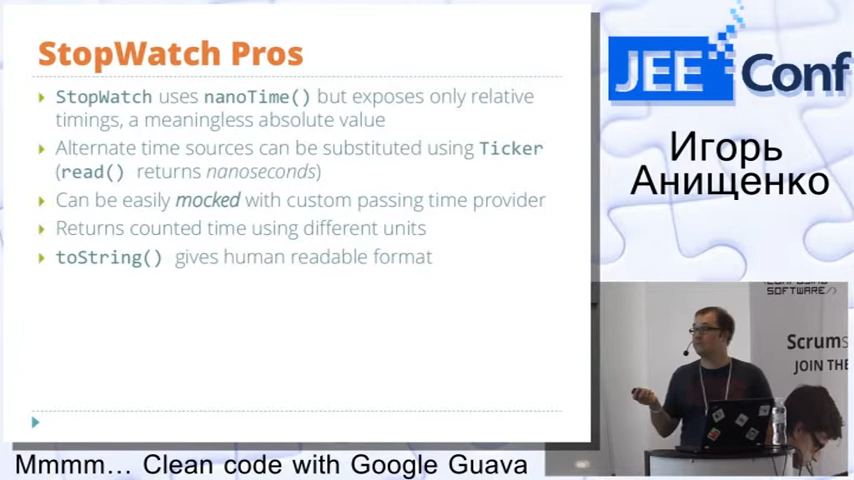 StopWatch Pros
StopWatch uses nanoTime() but exposes only relative
timings, a meaningless absolute value
Alternate time sources can be substituted using Ticker
(read() returns nanoseconds)
Can be easily mocked with custom passing time provider
Returns counted time using different units
toString() gives human readable format
JEE Conf
Игорь
Анищенко
SOFTWARE/>
Scrums
JOIN THE
Mmmm... Clean code with Google Guava